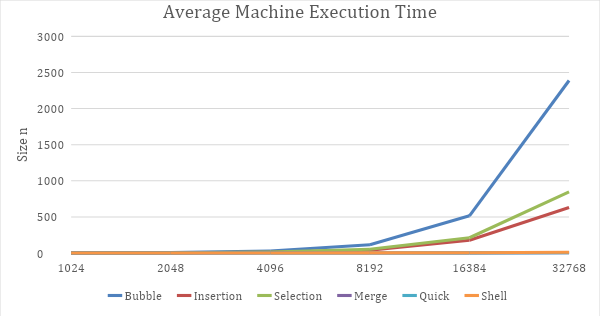 Average Machine Execution Time
3000
2500
2000
1500
1000
500
0
Size n
1024 2048 4096 8192 16384 32768
Bubble Insertion Selection Merge Quick Shell